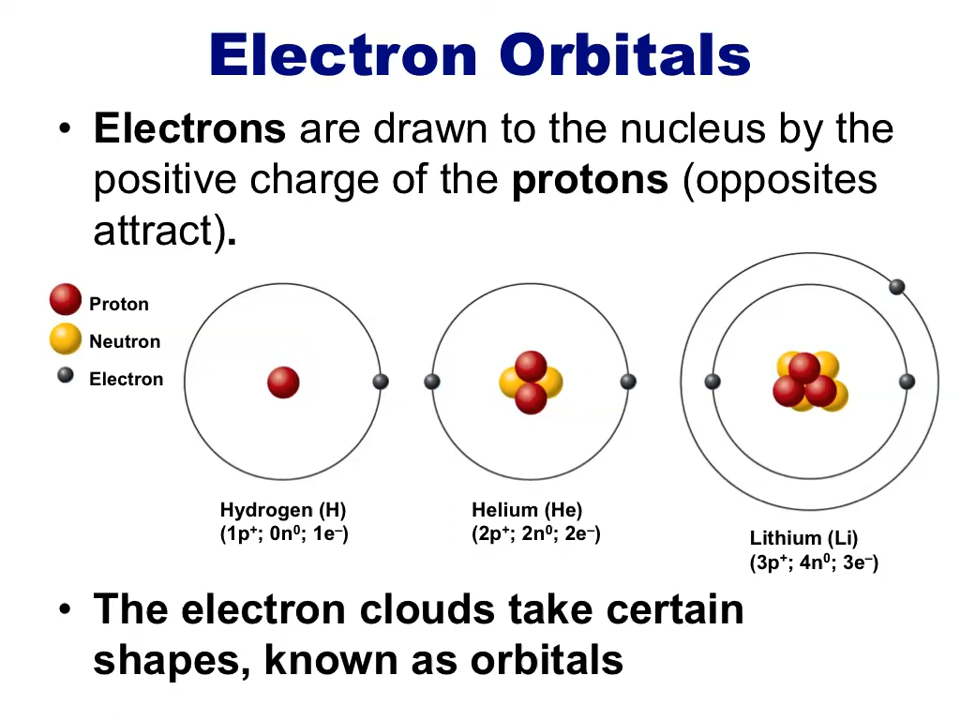 Electron Orbitals
• Electrons are drawn to the nucleus by the
positive charge of the protons (opposites
attract).
Proton
Neutron
Electron
Hydrogen (H)
(1p⁺; 0n⁰; 1e⁻)
Helium (He)
(2p⁺; 2n⁰; 2e⁻)
Lithium (Li)
(3p⁺; 4n⁰; 3e⁻)
• The electron clouds take certain
shapes, known as orbitals